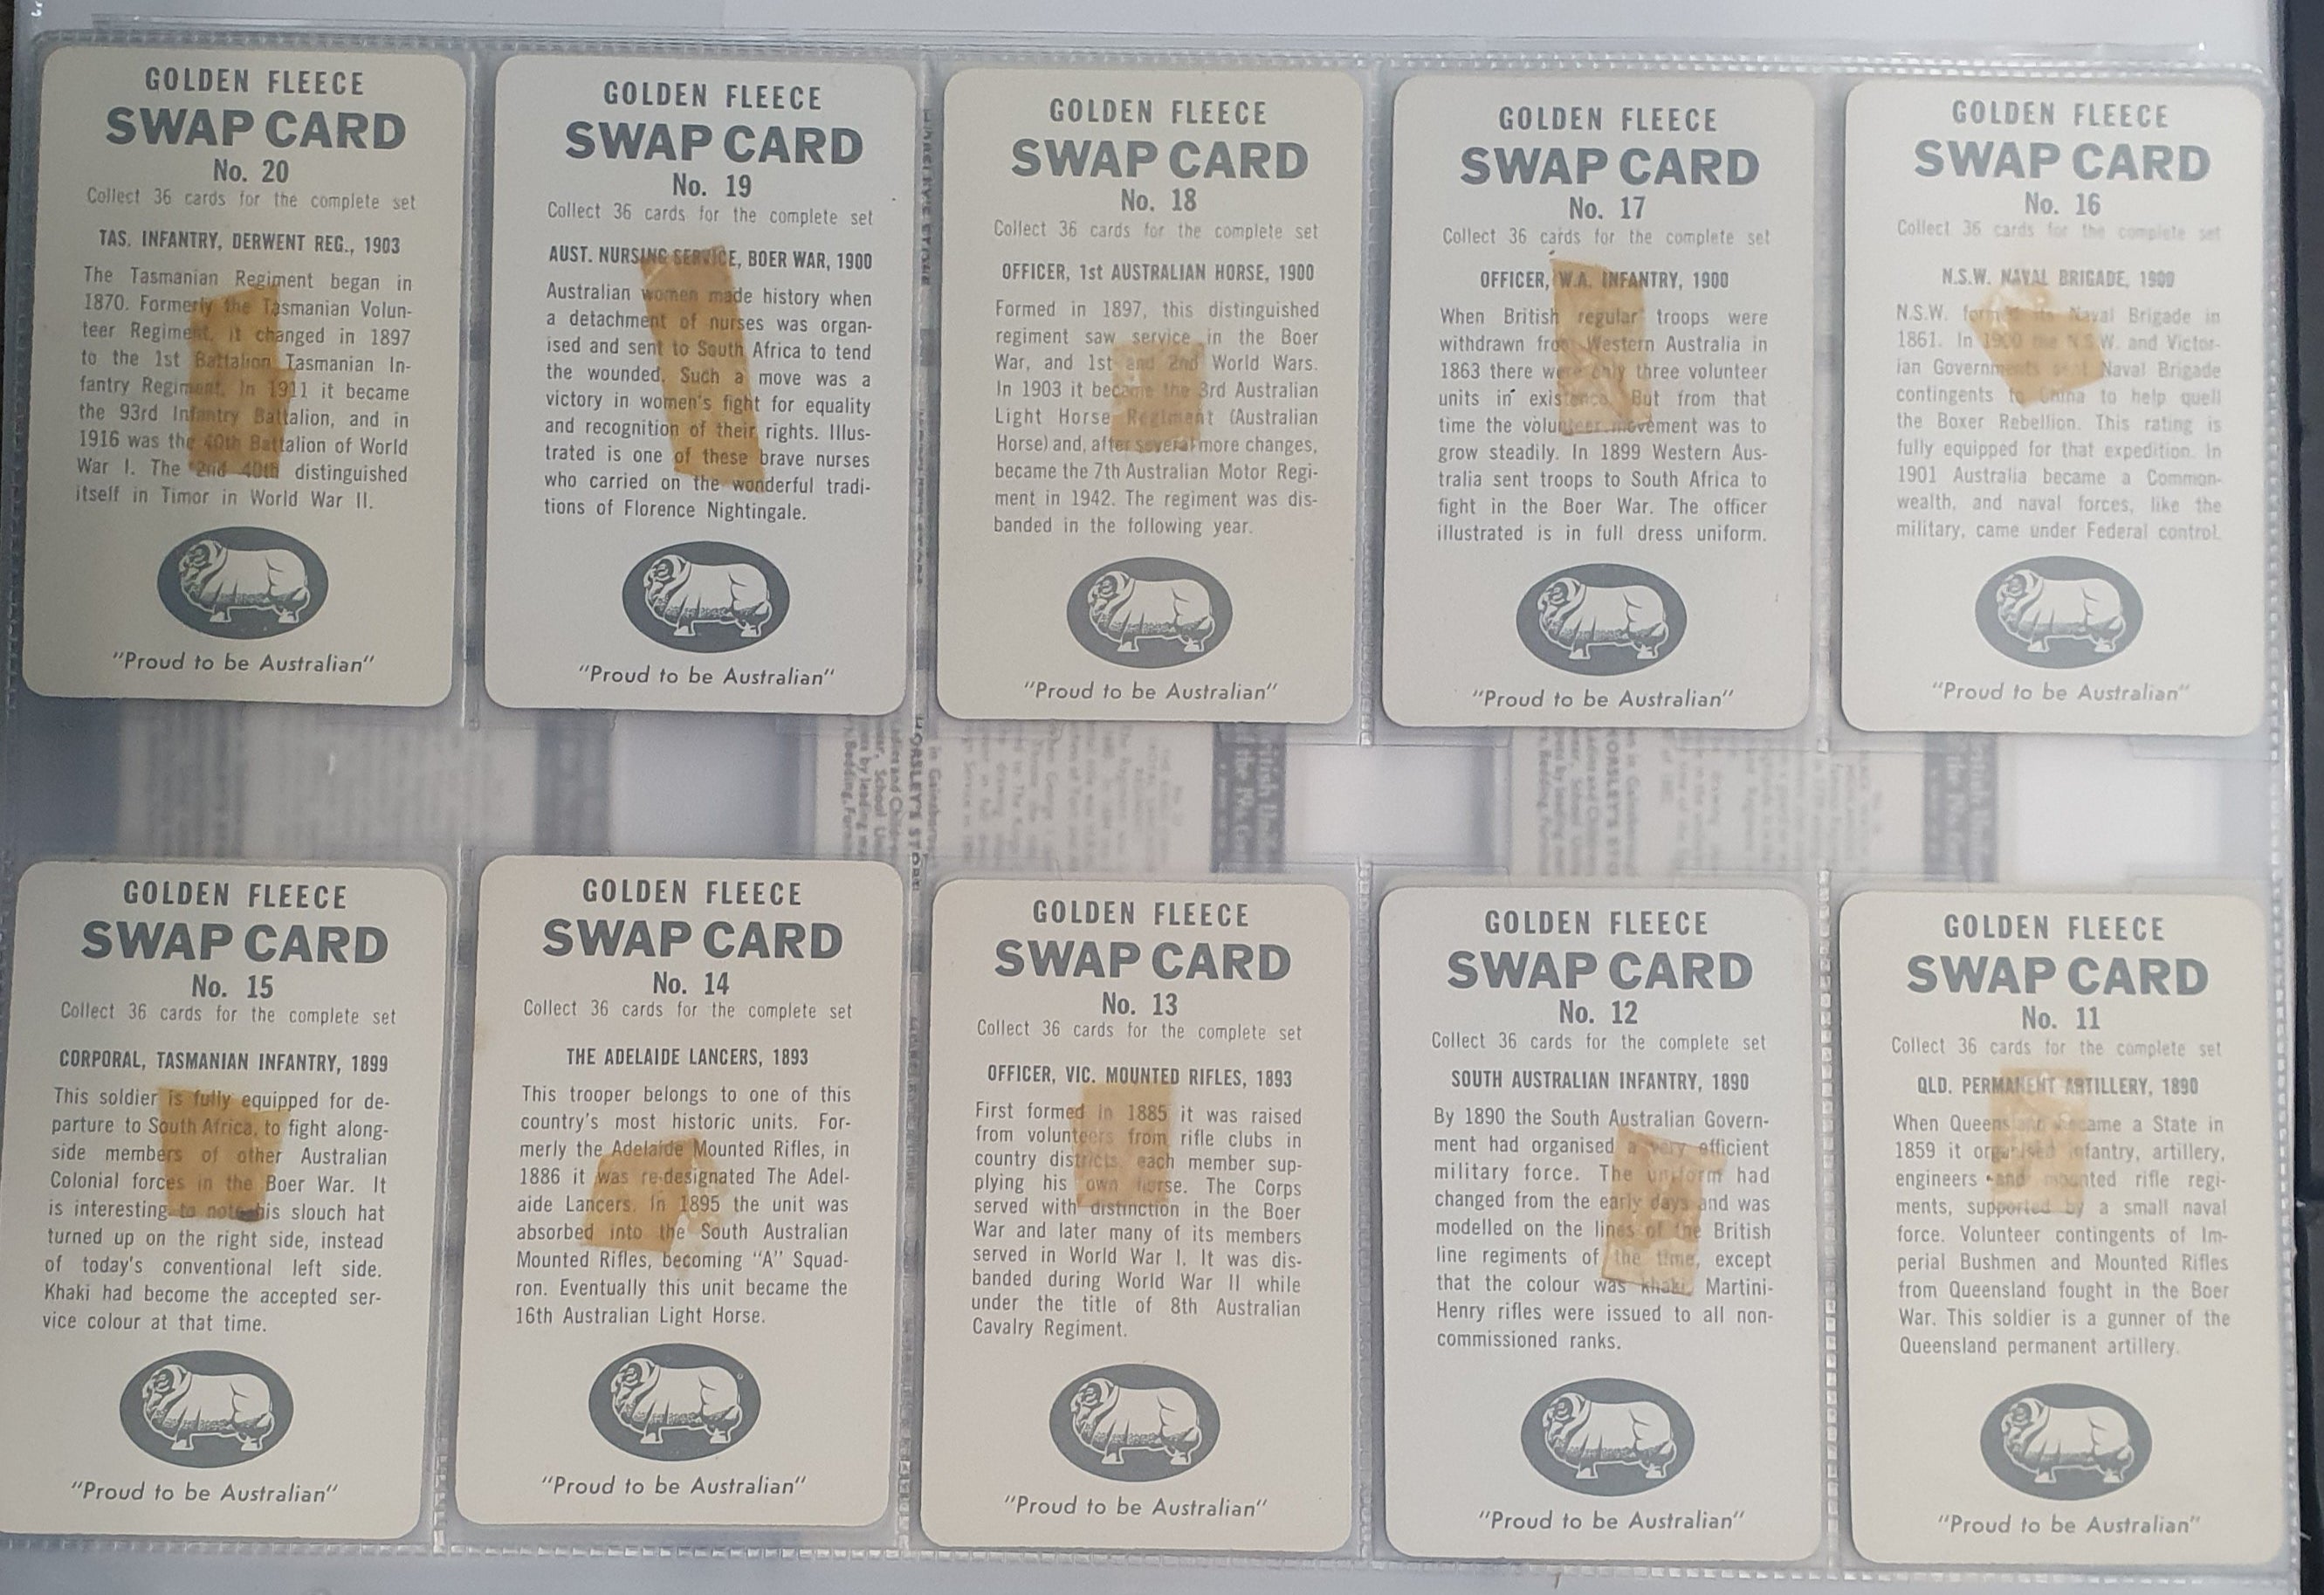 GOLDEN FLEECE
SWAP CARD
No. 20
Collect 36 cards for the complete set
TAS. INFANTRY, DERWENT REG., 1903
The Tasmanian Regiment began in
1870. Formerly the Tasmanian Volun-
teer Regiment, it changed in 1897
to the 1st Battalion Tasmanian In-
fantry Regiment. In 1911 it became
the 93rd Infantry Battalion, and in
1916 was the 40th Battalion of World
War I. The 2nd 40th distinguished
itself in Timor in World War II.
"Proud to be Australian"
GOLDEN FLEECE
SWAP CARD
No. 19
Collect 36 cards for the complete set
AUST. NURSING SERVICE, BOER WAR, 1900
Australian women made history when
a detachment of nurses was organ-
ised and sent to South Africa to tend
the wounded. Such a move was a
victory in women's fight for equality
and recognition of their rights. Illus-
trated is one of these brave nurses
who carried on the wonderful tradi-
tions of Florence Nightingale.
"Proud to be Australian"
GOLDEN FLEECE
SWAP CARD
No. 18
Collect 36 cards for the complete set
OFFICER, 1st AUSTRALIAN HORSE, 1900
Formed in 1897, this distinguished
regiment saw service in the Boer
War, and 1st and 2nd World Wars.
In 1903 it became the 3rd Australian
Light Horse Regiment (Australian
Horse) and, after several more changes,
became the 7th Australian Motor Regi-
ment in 1942. The regiment was dis-
banded in the following year.
"Proud to be Australian"
GOLDEN FLEECE
SWAP CARD
No. 17
Collect 36 cards for the complete set
OFFICER, W.A. INFANTRY, 1900
When British regular troops were
withdrawn from Western Australia in
1863 there were only three volunteer
units in existence. But from that
time the volunteer movement was to
grow steadily. In 1899 Western Aus-
tralia sent troops to South Africa to
fight in the Boer War. The officer
illustrated is in full dress uniform.
"Proud to be Australian"
GOLDEN FLEECE
SWAP CARD
No. 16
Collect 36 cards for the complete set
N.S.W. NAVAL BRIGADE, 1900
N.S.W. formed its Naval Brigade in
1861. In 1900 the N.S.W. and Victor-
ian Governments sent Naval Brigade
contingents to China to help quell
the Boxer Rebellion. This rating is
fully equipped for that expedition. In
1901 Australia became a Common-
wealth, and naval forces, like the
military, came under Federal control.
"Proud to be Australian"
GOLDEN FLEECE
SWAP CARD
No. 15
Collect 36 cards for the complete set
CORPORAL, TASMANIAN INFANTRY, 1899
This soldier is fully equipped for de-
parture to South Africa, to fight along-
side members of other Australian
Colonial forces in the Boer War. It
is interesting to note his slouch hat
turned up on the right side, instead
of today's conventional left side.
Khaki had become the accepted ser-
vice colour at that time.
"Proud to be Australian"
GOLDEN FLEECE
SWAP CARD
No. 14
Collect 36 cards for the complete set
THE ADELAIDE LANCERS, 1893
This trooper belongs to one of this
country's most historic units. For-
merly the Adelaide Mounted Rifles, in
1886 it was re-designated The Adel-
aide Lancers. In 1895 the unit was
absorbed into the South Australian
Mounted Rifles, becoming "A" Squad-
ron. Eventually this unit became the
16th Australian Light Horse.
"Proud to be Australian"
GOLDEN FLEECE
SWAP CARD
No. 13
Collect 36 cards for the complete set
OFFICER, VIC. MOUNTED RIFLES, 1893
First formed in 1885 it was raised
from volunteers from rifle clubs in
country districts, each member sup-
plying his own horse. The Corps
served with distinction in the Boer
War and later many of its members
served in World War I. It was dis-
banded during World War II while
under the title of 8th Australian
Cavalry Regiment.
"Proud to be Australian"
GOLDEN FLEECE
SWAP CARD
No. 12
Collect 36 cards for the complete set
SOUTH AUSTRALIAN INFANTRY, 1890
By 1890 the South Australian Govern-
ment had organised a very efficient
military force. The uniform had
changed from the early days and was
modelled on the lines of the British
line regiments of the time, except
that the colour was khaki. Martini-
Henry rifles were issued to all non-
commissioned ranks.
"Proud to be Australian"
GOLDEN FLEECE
SWAP CARD
No. 11
Collect 36 cards for the complete set
QLD. PERMANENT ARTILLERY, 1890
When Queensland became a State in
1859 it organised infantry, artillery,
engineers and mounted rifle regi-
ments, supported by a small naval
force. Volunteer contingents of Im-
perial Bushmen and Mounted Rifles
from Queensland fought in the Boer
War. This soldier is a gunner of the
Queensland permanent artillery.
"Proud to be Australian"